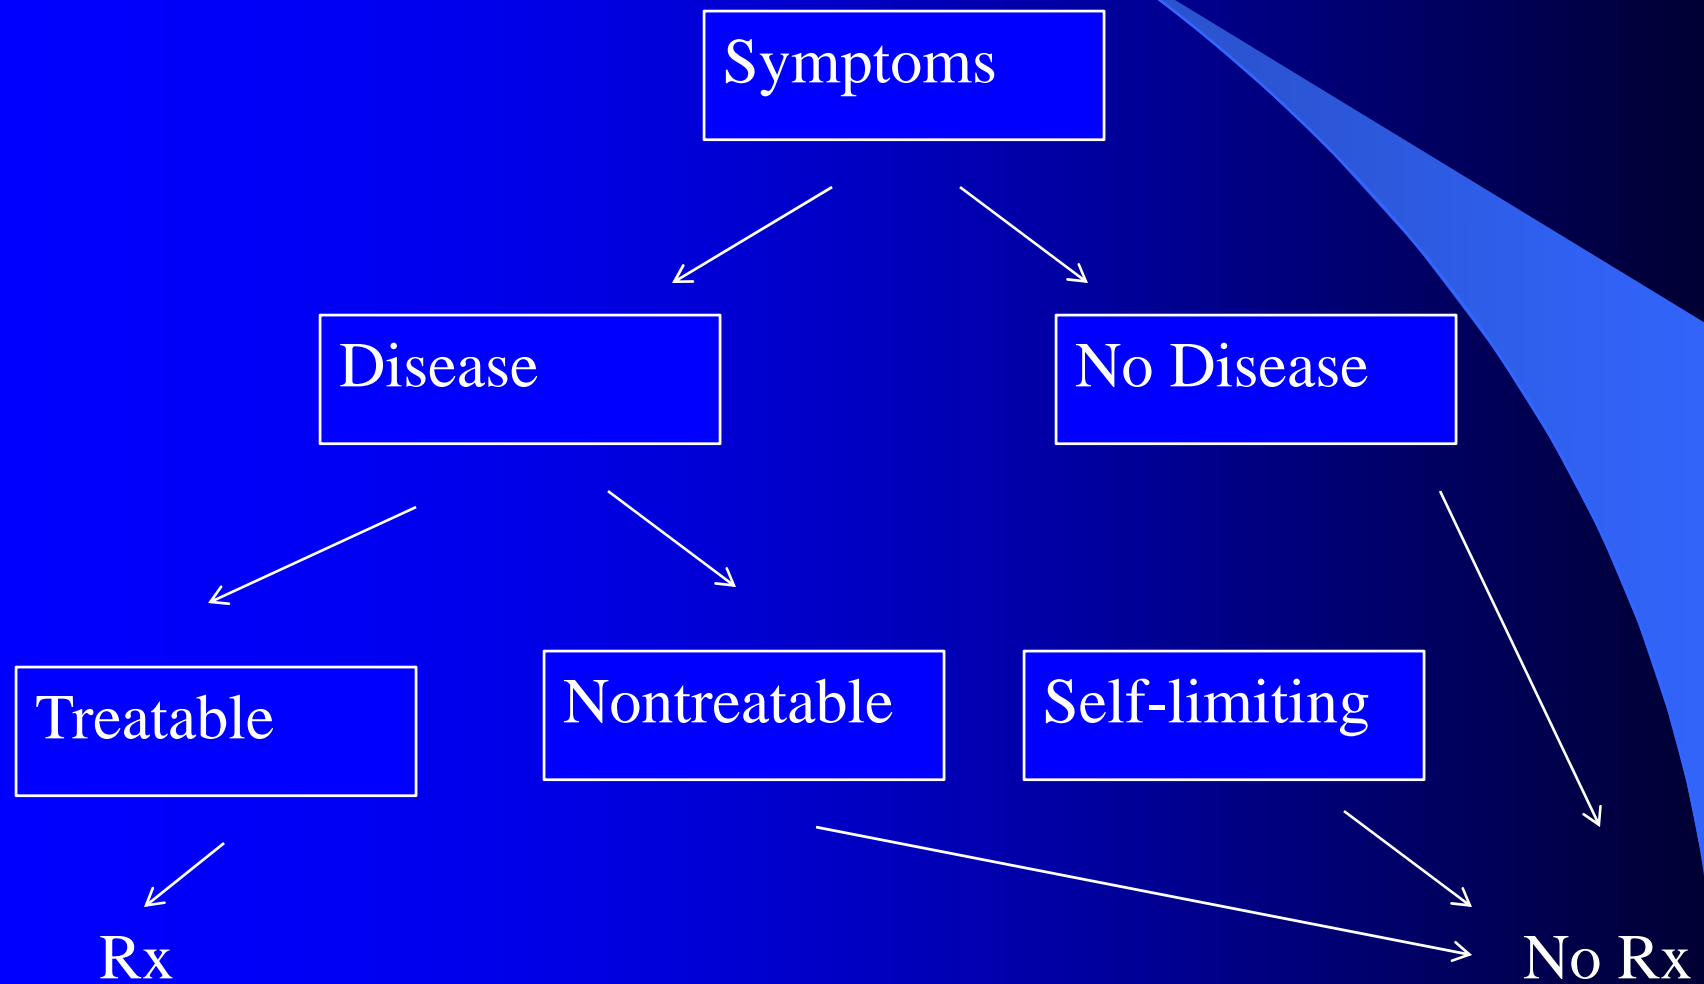 Symptoms
Disease
No Disease
Treatable
Nontreatable
Self-limiting
Rx
No Rx